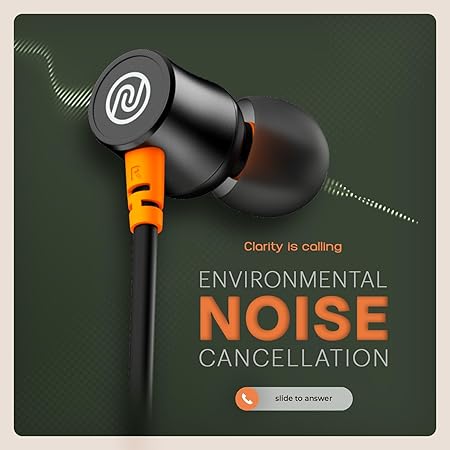 R
Clarity is calling
ENVIRONMENTAL
NOISE
CANCELLATION
slide to answer